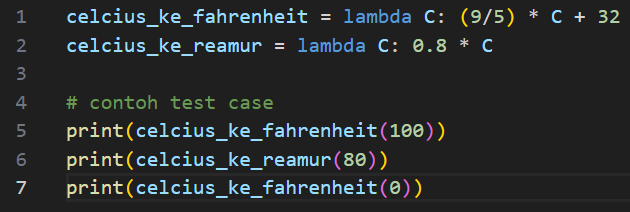 1 celcius_ke_fahrenheit = lambda C: (9/5) * C + 32
2 celcius_ke_reamur = lambda C: 0.8 * C
3
4 # contoh test case
5 print(celcius_ke_fahrenheit(100))
6 print(celcius_ke_reamur(80))
7 print(celcius_ke_fahrenheit(0))